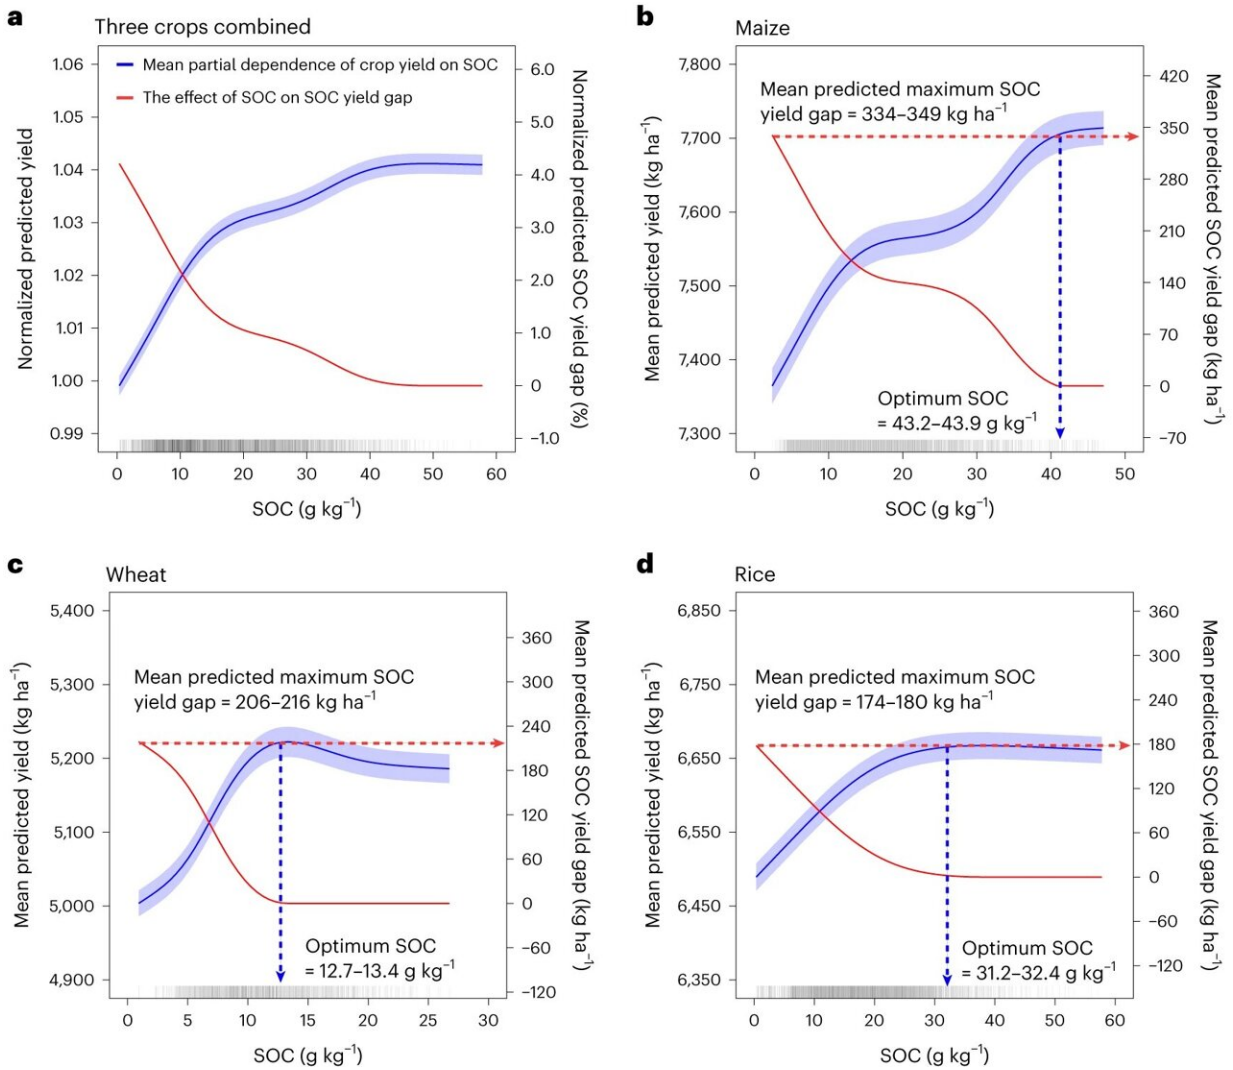 a
Three crops combined
Mean partial dependence of crop yield on SOC
The effect of SOC on SOC yield gap
Normalized predicted yield
1.06
1.05
1.04
1.03
1.02
1.01
1.00
0.99
6.0
5.0
4.0
3.0
2.0
1.0
0
–1.0
Normalized predicted SOC yield gap (%)
0 10 20 30 40 50 60
SOC (g kg⁻¹)
b
Maize
Mean predicted maximum SOC
yield gap = 334–349 kg ha⁻¹
Optimum SOC
= 43.2–43.9 g kg⁻¹
Mean predicted yield (kg ha⁻¹)
7,800
7,700
7,600
7,500
7,400
7,300
420
350
280
210
140
70
0
–70
Mean predicted SOC yield gap (kg ha⁻¹)
0 10 20 30 40 50
SOC (g kg⁻¹)
c
Wheat
Mean predicted maximum SOC
yield gap = 206–216 kg ha⁻¹
Optimum SOC
= 12.7–13.4 g kg⁻¹
Mean predicted yield (kg ha⁻¹)
5,400
5,300
5,200
5,100
5,000
4,900
360
300
240
180
120
60
0
–60
–120
Mean predicted SOC yield gap (kg ha⁻¹)
0 5 10 15 20 25 30
SOC (g kg⁻¹)
d
Rice
Mean predicted maximum SOC
yield gap = 174–180 kg ha⁻¹
Optimum SOC
= 31.2–32.4 g kg⁻¹
Mean predicted yield (kg ha⁻¹)
6,850
6,750
6,650
6,550
6,450
6,350
360
300
240
180
120
60
0
–60
–120
Mean predicted SOC yield gap (kg ha⁻¹)
0 10 20 30 40 50 60
SOC (g kg⁻¹)